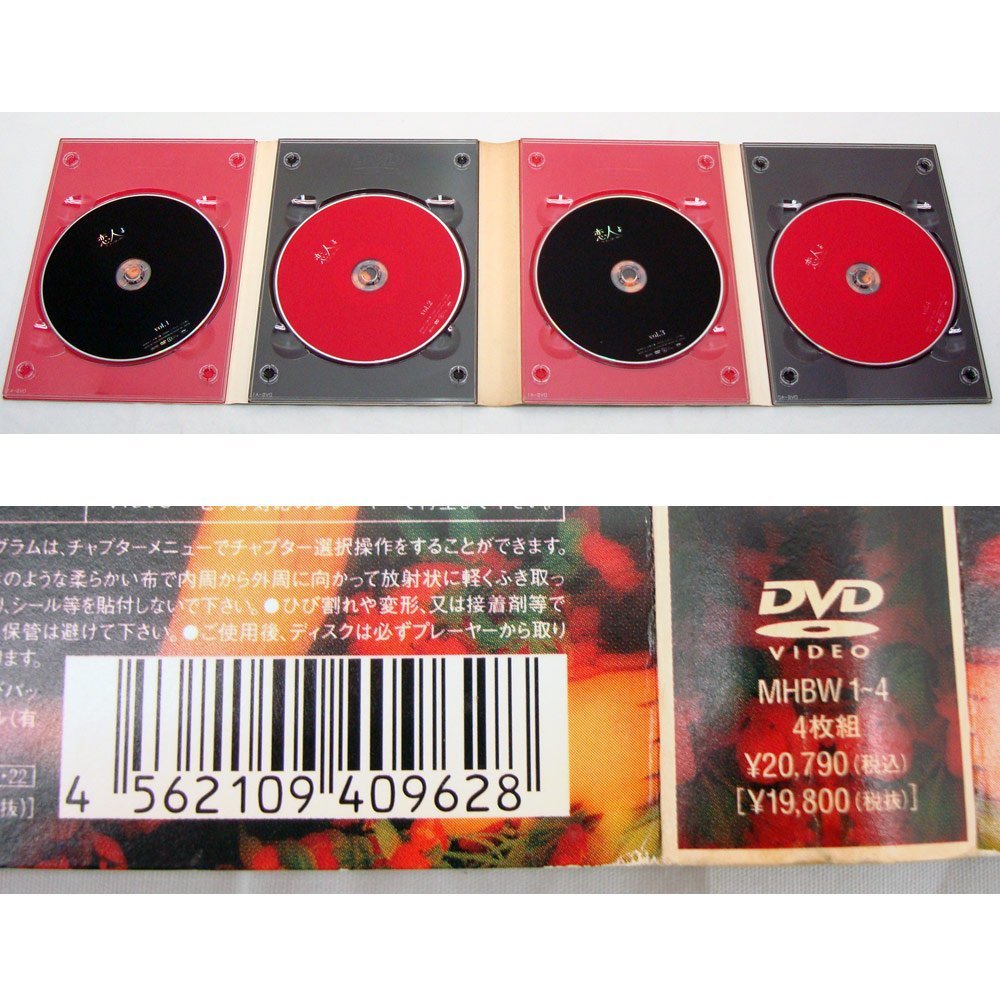 恋人よ
vol.1
恋人よ
vol.2
恋人よ
vol.3
恋人よ
グラムは、チャプターメニューでチャプター選択操作をすることができます。
のような柔らかい布で内周から外周に向かって放射状に軽くふき取っ
、シール等を貼付しないで下さい。●ひび割れや変形、又は接着剤等で
保管は避けて下さい。●ご使用後、ディスクは必ずプレーヤーから取り
ます。
バッ
ル(有
・22
抜)]
4 562109 409628
DVD
VIDEO
MHBW 1~4
4枚組
¥20,790(税込)
[¥19,800(税抜)]